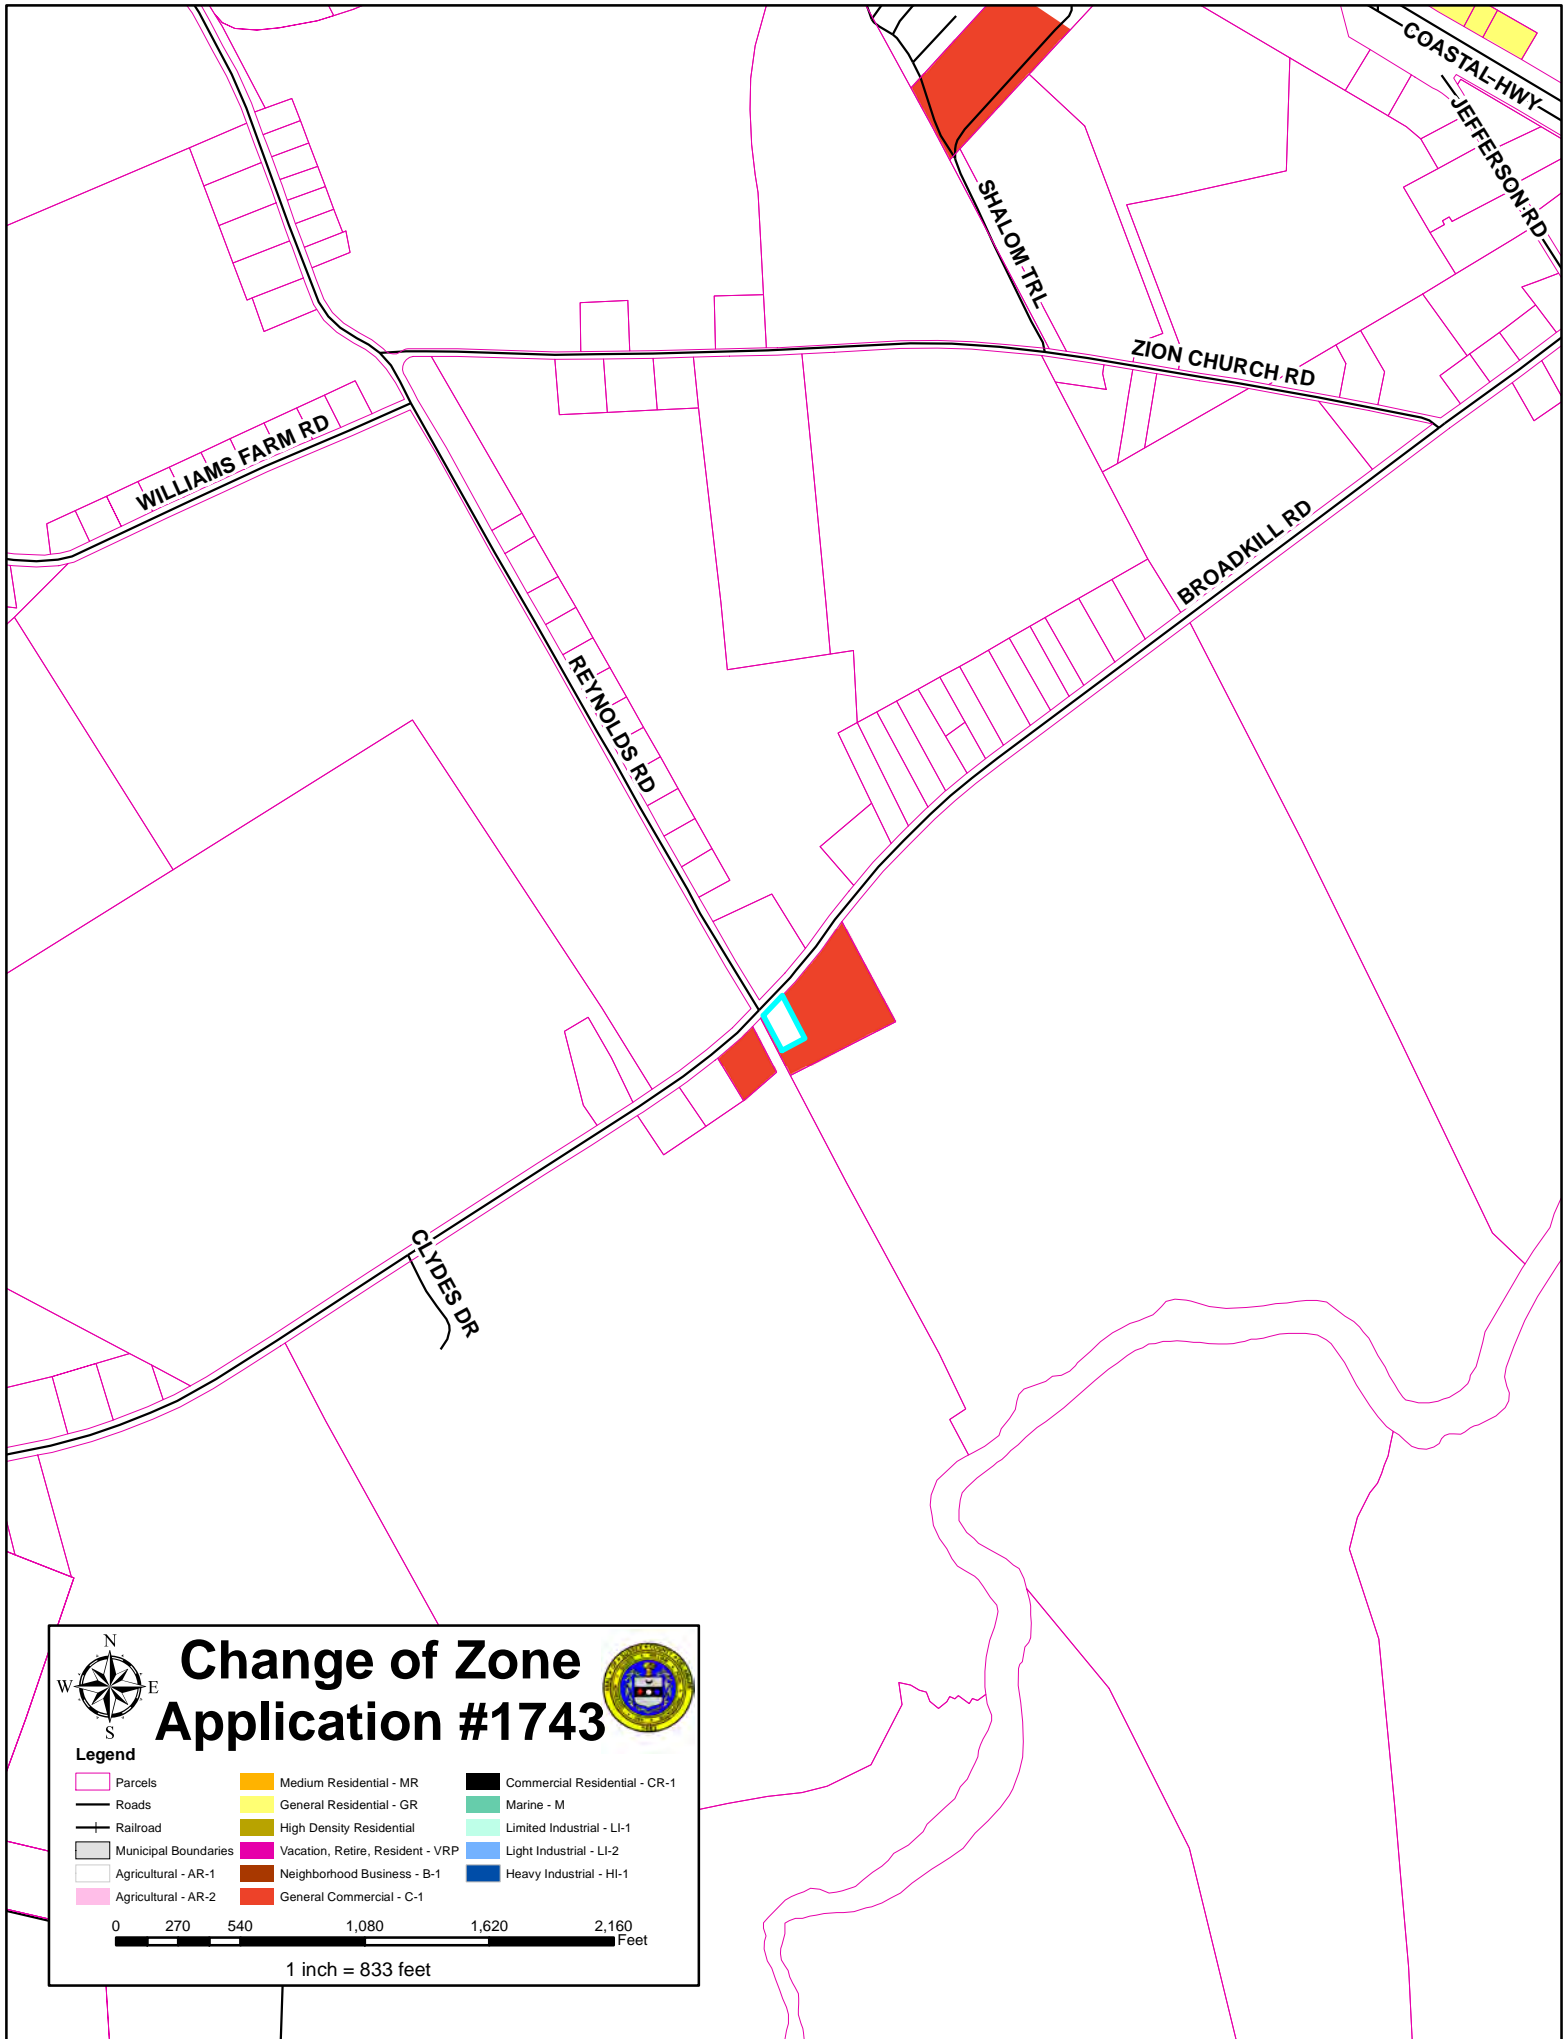 COASTAL HWY
JEFFERSON RD
SHALOM TRL
ZION CHURCH RD
WILLIAMS FARM RD
BROADKILL RD
REYNOLDS RD
CLYDES DR
N
W E
S
Change of Zone
Application #1743
Legend
Parcels
Roads
Railroad
Municipal Boundaries
Agricultural - AR-1
Agricultural - AR-2
Medium Residential - MR
General Residential - GR
High Density Residential
Vacation, Retire, Resident - VRP
Neighborhood Business - B-1
General Commercial - C-1
Commercial Residential - CR-1
Marine - M
Limited Industrial - LI-1
Light Industrial - LI-2
Heavy Industrial - HI-1
0 270 540 1,080 1,620 2,160
Feet
1 inch = 833 feet